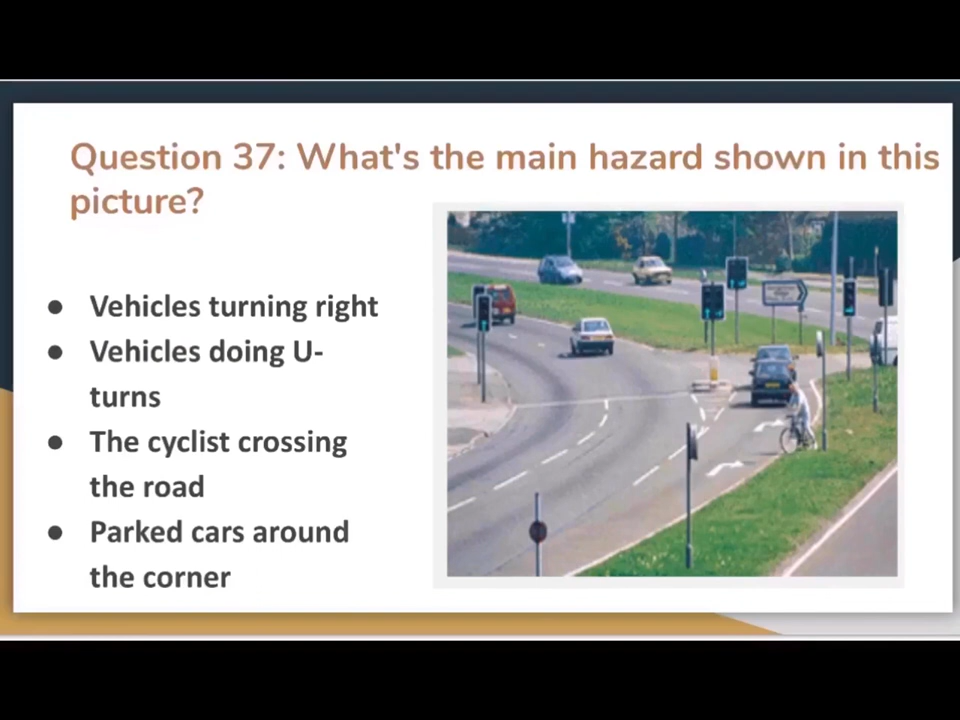 Question 37: What's the main hazard shown in this
picture?
● Vehicles turning right
● Vehicles doing U-
turns
● The cyclist crossing
the road
● Parked cars around
the corner